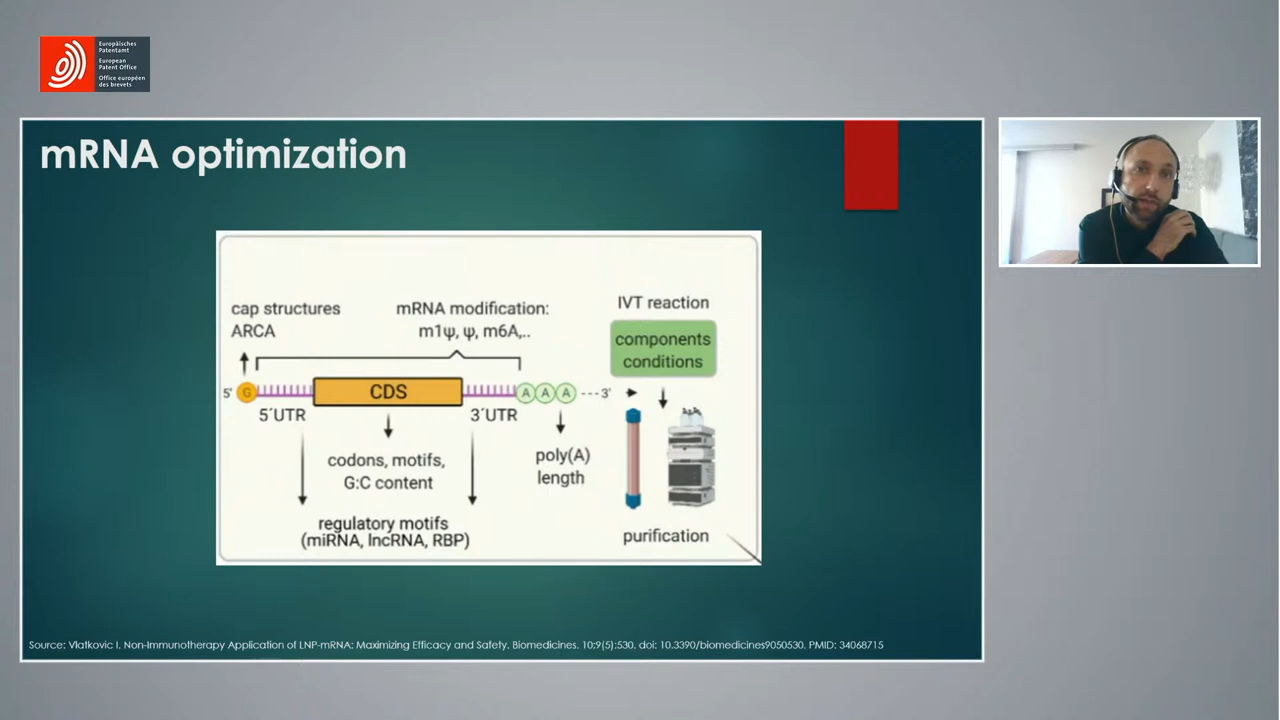 Europäisches
Patentamt
European
Patent Office
Office européen
des brevets
mRNA optimization
cap structures
ARCA
mRNA modification:
m1ψ, ψ, m6A,..
IVT reaction
components
conditions
5' G CDS A A A ---3'
5´UTR
3´UTR
codons, motifs,
G:C content
poly(A)
length
regulatory motifs
(miRNA, lncRNA, RBP)
purification
Source: Vlatkovic I. Non-Immunotherapy Application of LNP-mRNA: Maximizing Efficacy and Safety. Biomedicines. 10;9(5):530. doi: 10.3390/biomedicines9050530. PMID: 34068715